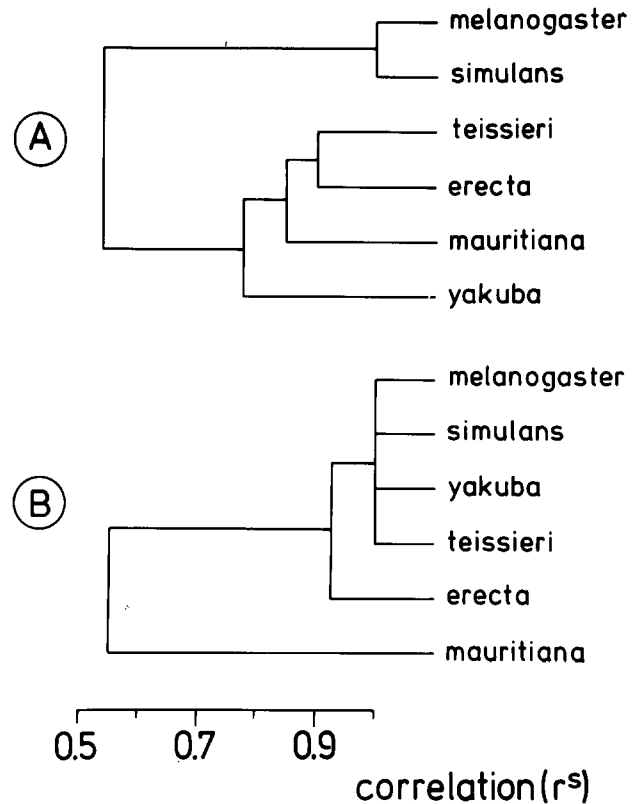 melanogaster
simulans
A
teissieri
erecta
mauritiana
yakuba
melanogaster
simulans
B
yakuba
teissieri
erecta
mauritiana
0.5 0.7 0.9
correlation (rˢ)